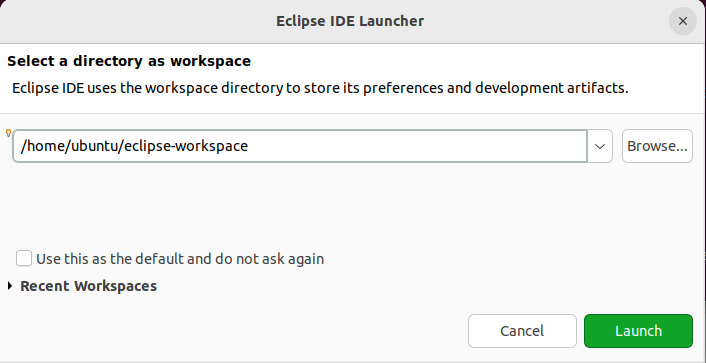 Eclipse IDE Launcher
Select a directory as workspace
Eclipse IDE uses the workspace directory to store its preferences and development artifacts.
/home/ubuntu/eclipse-workspace
Browse...
Use this as the default and do not ask again
Recent Workspaces
Cancel
Launch